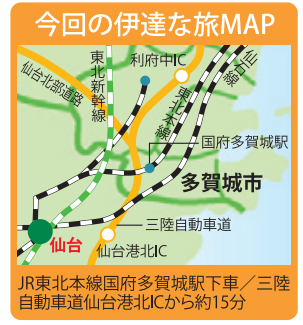 今回の伊達な旅MAP
東北新幹線
利府中IC
仙石線
仙台北部道路
東北本線
国府多賀城駅
多賀城市
三陸自動車道
仙台
仙台港北IC
JR東北本線国府多賀城駅下車／三陸
自動車道仙台港北ICから約15分